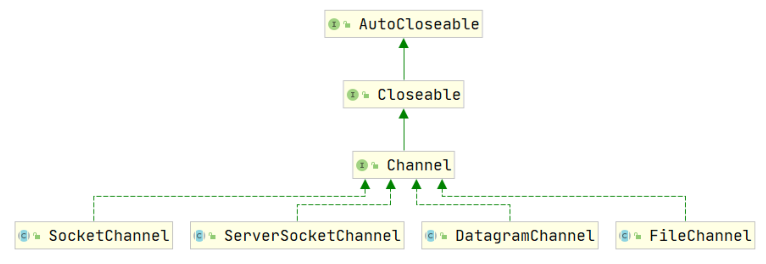 I AutoCloseable
I Closeable
I Channel
C SocketChannel C ServerSocketChannel C DatagramChannel C FileChannel